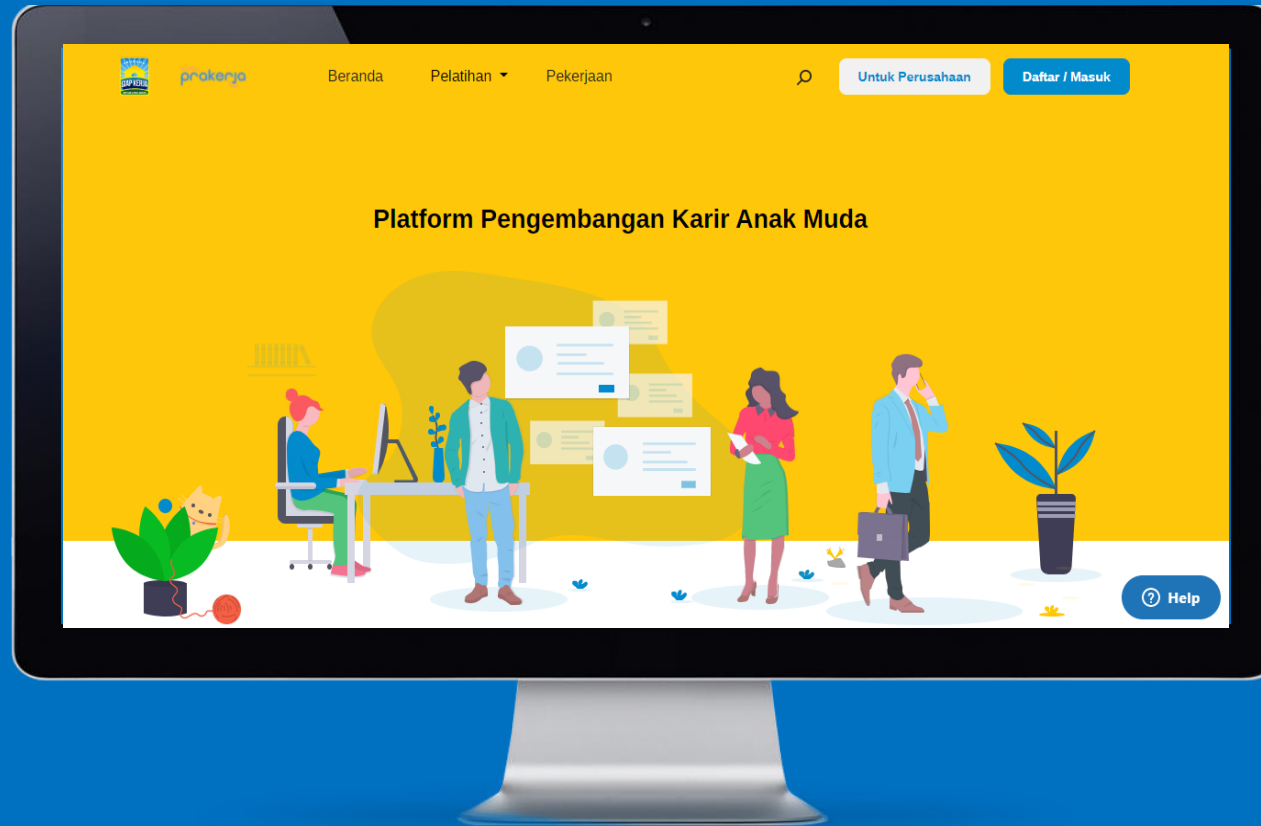 prakerja
Beranda
Pelatihan
Pekerjaan
Untuk Perusahaan
Daftar / Masuk
Platform Pengembangan Karir Anak Muda
Help